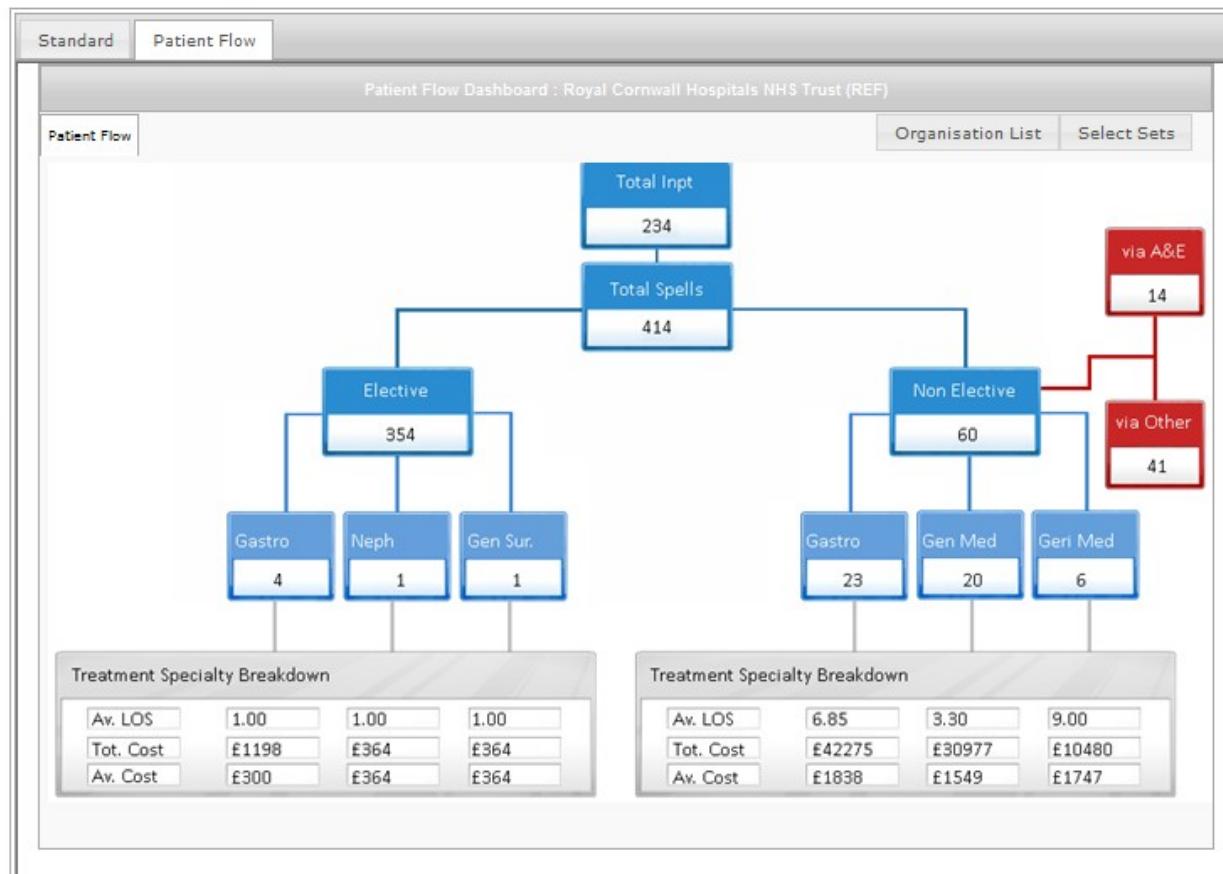 Standard Patient Flow
Patient Flow Dashboard : Royal Cornwall Hospitals NHS Trust (REF)
Patient Flow Organisation List Select Sets
Total Inpt
234
via A&E
14
Total Spells
414
Elective
354
Non Elective
60
via Other
41
Gastro Neph Gen Sur. Gastro Gen Med Geri Med
4 1 1 23 20 6
Treatment Specialty Breakdown
Av. LOS 1.00 1.00 1.00
Tot. Cost £1198 £364 £364
Av. Cost £300 £364 £364
Treatment Specialty Breakdown
Av. LOS 6.85 3.30 9.00
Tot. Cost £42275 £30977 £10480
Av. Cost £1838 £1549 £1747